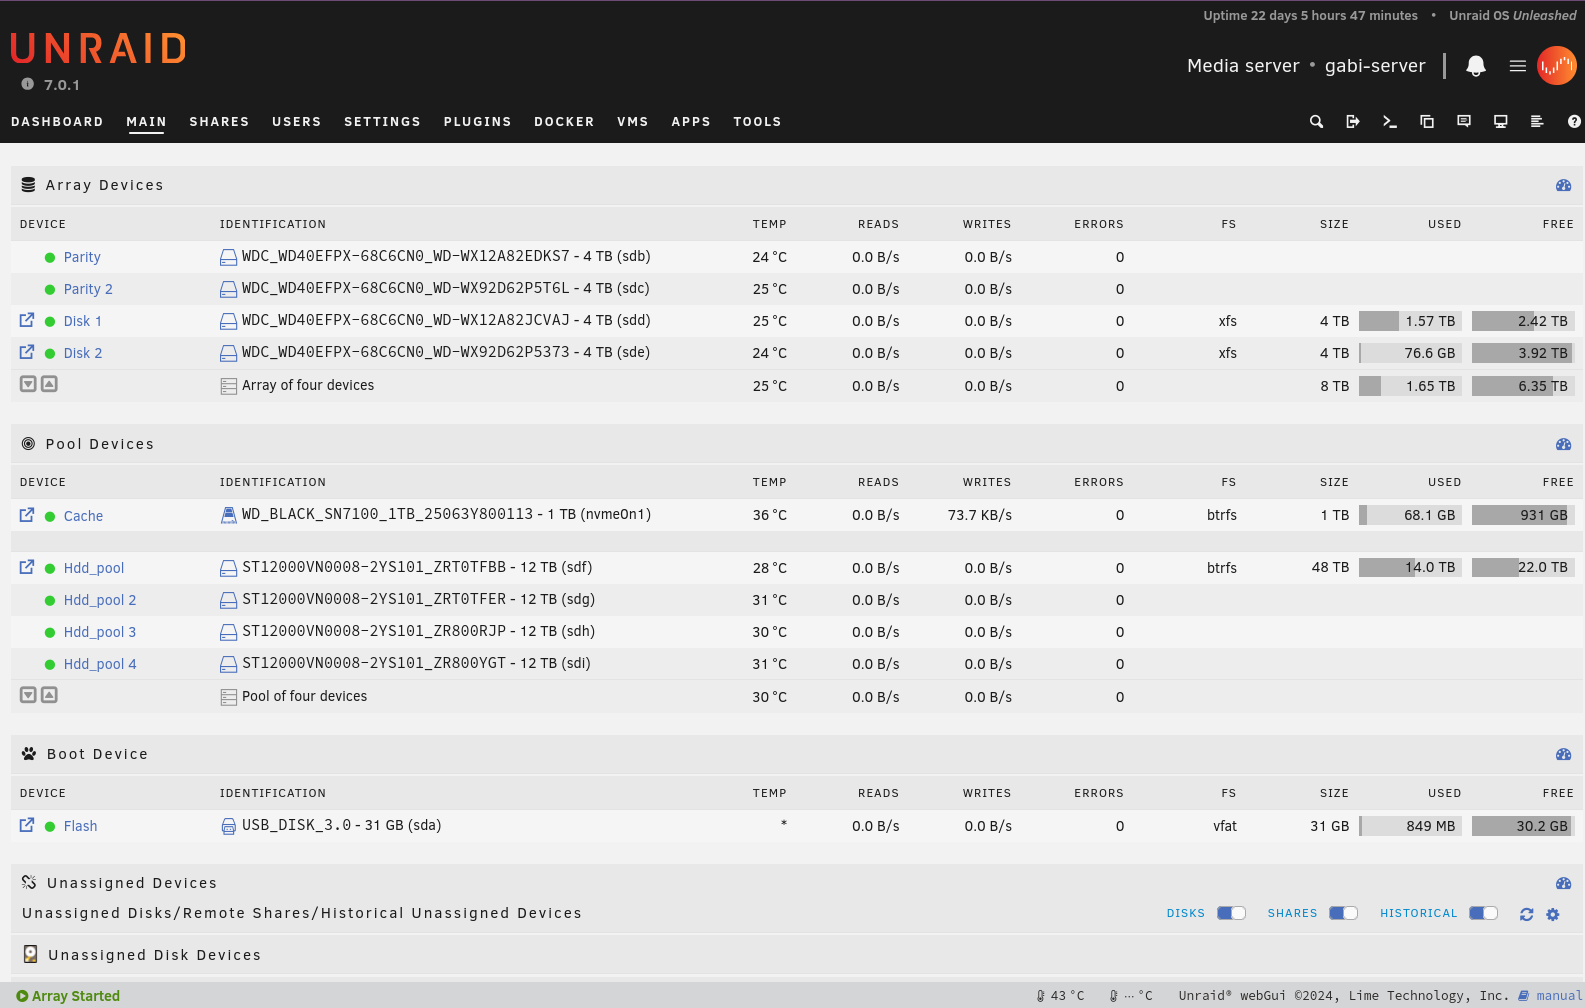 Uptime 22 days 5 hours 47 minutes • Unraid OS Unleashed
UNRAID
7.0.1
Media server • gabi-server
DASHBOARD MAIN SHARES USERS SETTINGS PLUGINS DOCKER VMS APPS TOOLS
Array Devices
DEVICE IDENTIFICATION TEMP READS WRITES ERRORS FS SIZE USED FREE
Parity WDC_WD40EFPX-68C6CN0_WD-WX12A82EDKS7 - 4 TB (sdb) 24 °C 0.0 B/s 0.0 B/s 0
Parity 2 WDC_WD40EFPX-68C6CN0_WD-WX92D62P5T6L - 4 TB (sdc) 25 °C 0.0 B/s 0.0 B/s 0
Disk 1 WDC_WD40EFPX-68C6CN0_WD-WX12A82JCVAJ - 4 TB (sdd) 25 °C 0.0 B/s 0.0 B/s 0 xfs 4 TB 1.57 TB 2.42 TB
Disk 2 WDC_WD40EFPX-68C6CN0_WD-WX92D62P5373 - 4 TB (sde) 24 °C 0.0 B/s 0.0 B/s 0 xfs 4 TB 76.6 GB 3.92 TB
Array of four devices 25 °C 0.0 B/s 0.0 B/s 0 8 TB 1.65 TB 6.35 TB
Pool Devices
DEVICE IDENTIFICATION TEMP READS WRITES ERRORS FS SIZE USED FREE
Cache WD_BLACK_SN7100_1TB_25063Y800113 - 1 TB (nvme0n1) 36 °C 0.0 B/s 73.7 KB/s 0 btrfs 1 TB 68.1 GB 931 GB
Hdd_pool ST12000VN0008-2YS101_ZRT0TFBB - 12 TB (sdf) 28 °C 0.0 B/s 0.0 B/s 0 btrfs 48 TB 14.0 TB 22.0 TB
Hdd_pool 2 ST12000VN0008-2YS101_ZRT0TFER - 12 TB (sdg) 31 °C 0.0 B/s 0.0 B/s 0
Hdd_pool 3 ST12000VN0008-2YS101_ZR800RJP - 12 TB (sdh) 30 °C 0.0 B/s 0.0 B/s 0
Hdd_pool 4 ST12000VN0008-2YS101_ZR800YGT - 12 TB (sdi) 31 °C 0.0 B/s 0.0 B/s 0
Pool of four devices 30 °C 0.0 B/s 0.0 B/s 0
Boot Device
DEVICE IDENTIFICATION TEMP READS WRITES ERRORS FS SIZE USED FREE
Flash USB_DISK_3.0 - 31 GB (sda) * 0.0 B/s 0.0 B/s 0 vfat 31 GB 849 MB 30.2 GB
Unassigned Devices
Unassigned Disks/Remote Shares/Historical Unassigned Devices DISKS SHARES HISTORICAL
Unassigned Disk Devices
Array Started 43 °C ··· °C Unraid® webGui ©2024, Lime Technology, Inc. manual